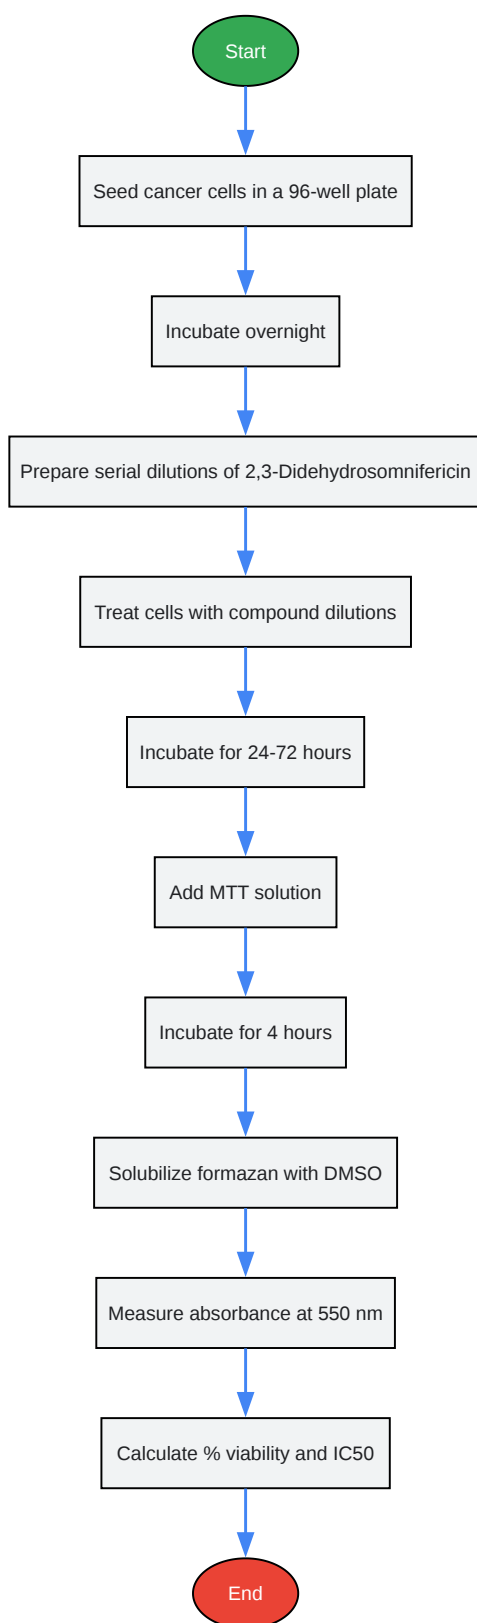 Start
Seed cancer cells in a 96-well plate
Incubate overnight
Prepare serial dilutions of 2,3-Didehydrosomnifericin
Treat cells with compound dilutions
Incubate for 24-72 hours
Add MTT solution
Incubate for 4 hours
Solubilize formazan with DMSO
Measure absorbance at 550 nm
Calculate % viability and IC50
End